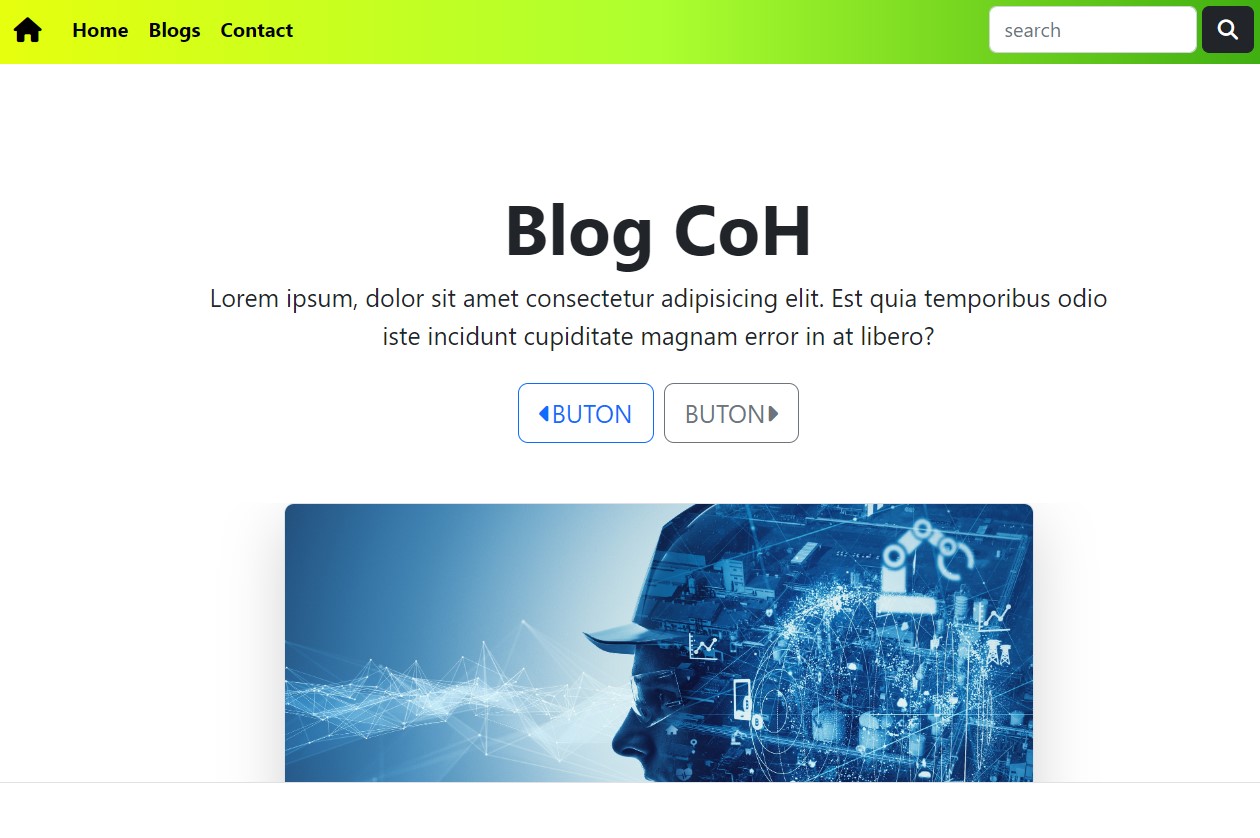 Home Blogs Contact search
Blog CoH
Lorem ipsum, dolor sit amet consectetur adipisicing elit. Est quia temporibus odio
iste incidunt cupiditate magnam error in at libero?
BUTON BUTON